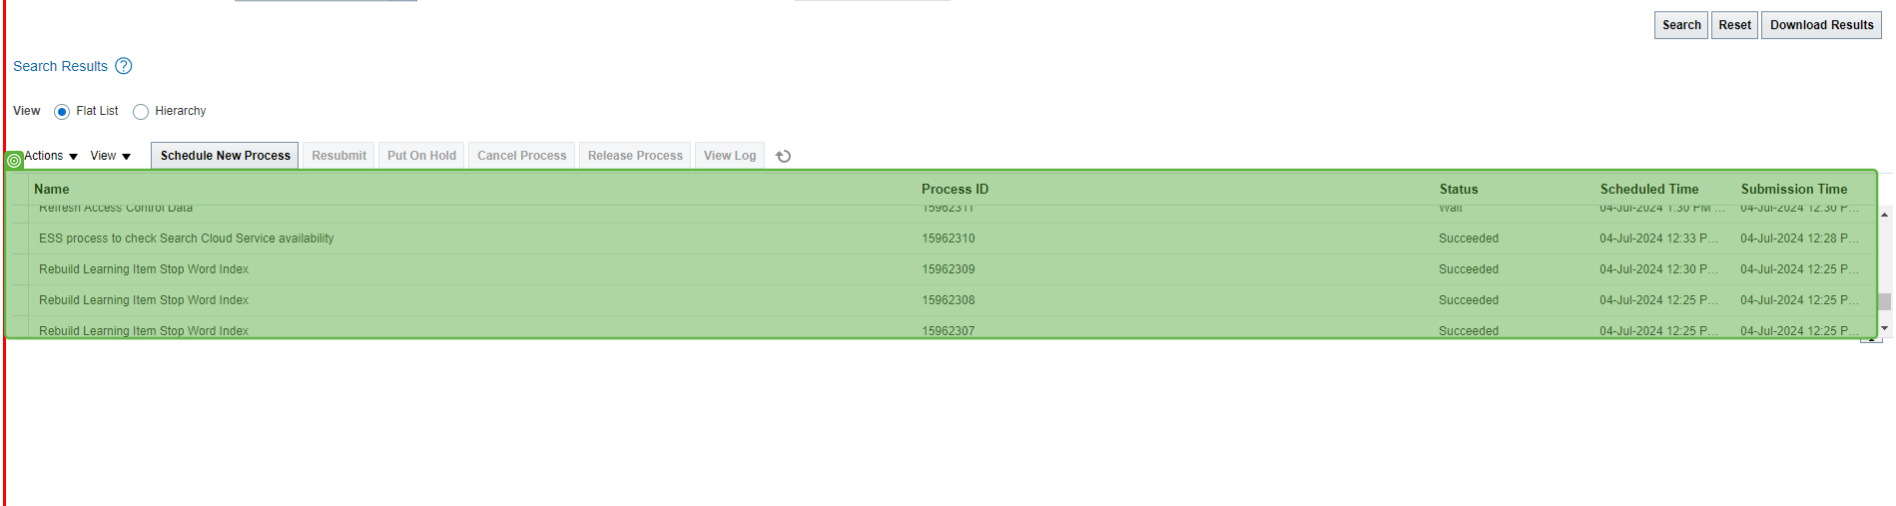 Search Reset Download Results
Search Results ?
View Flat List Hierarchy
Actions View Schedule New Process Resubmit Put On Hold Cancel Process Release Process View Log
Name Process ID Status Scheduled Time Submission Time
Refresh Access Control Data 15962311 Wait 04-Jul-2024 1:30 PM ... 04-Jul-2024 12:30 P...
ESS process to check Search Cloud Service availability 15962310 Succeeded 04-Jul-2024 12:33 P... 04-Jul-2024 12:28 P...
Rebuild Learning Item Stop Word Index 15962309 Succeeded 04-Jul-2024 12:30 P... 04-Jul-2024 12:25 P...
Rebuild Learning Item Stop Word Index 15962308 Succeeded 04-Jul-2024 12:25 P... 04-Jul-2024 12:25 P...
Rebuild Learning Item Stop Word Index 15962307 Succeeded 04-Jul-2024 12:25 P... 04-Jul-2024 12:25 P...